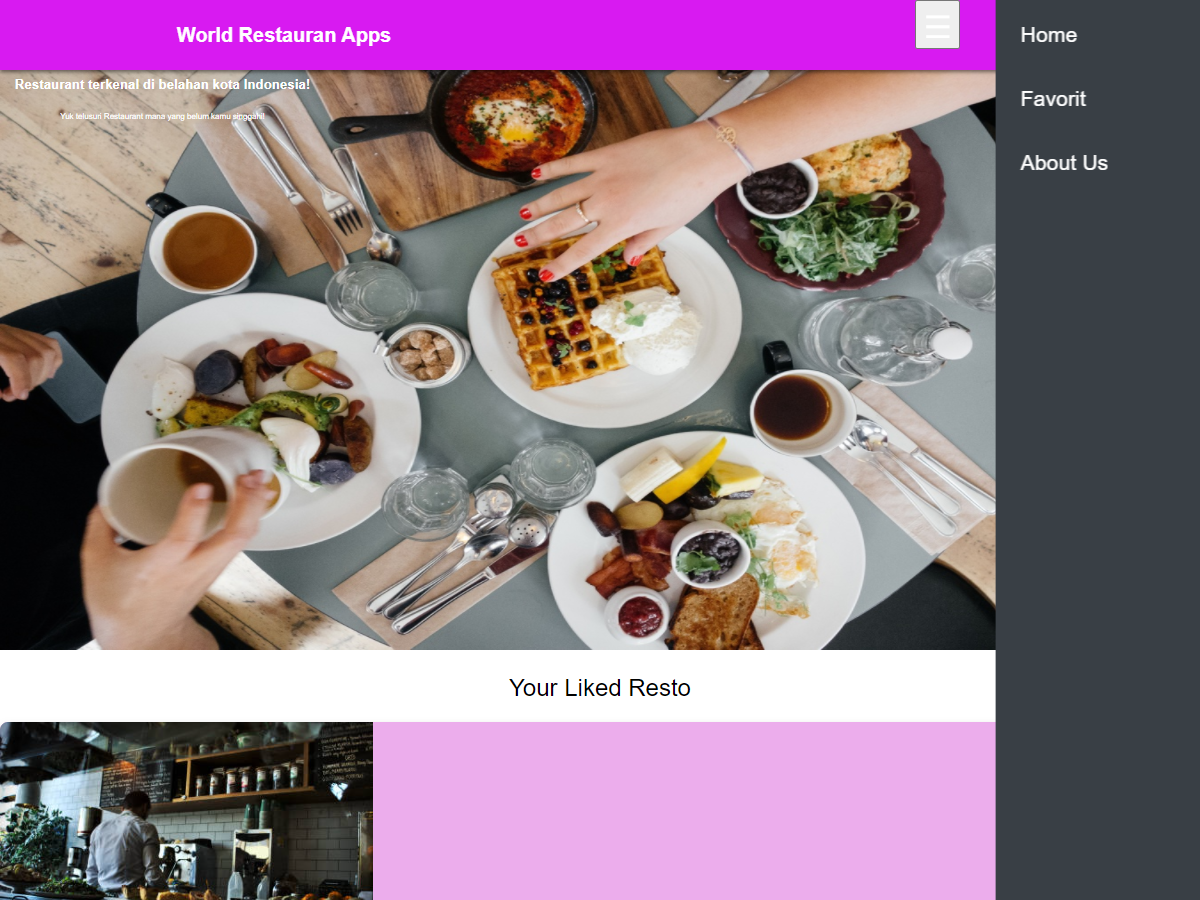 World Restauran Apps
☰
Home
Favorit
About Us
Restaurant terkenal di belahan kota Indonesia!
Yuk telusuri Restaurant mana yang belum kamu singgahi!
Your Liked Resto